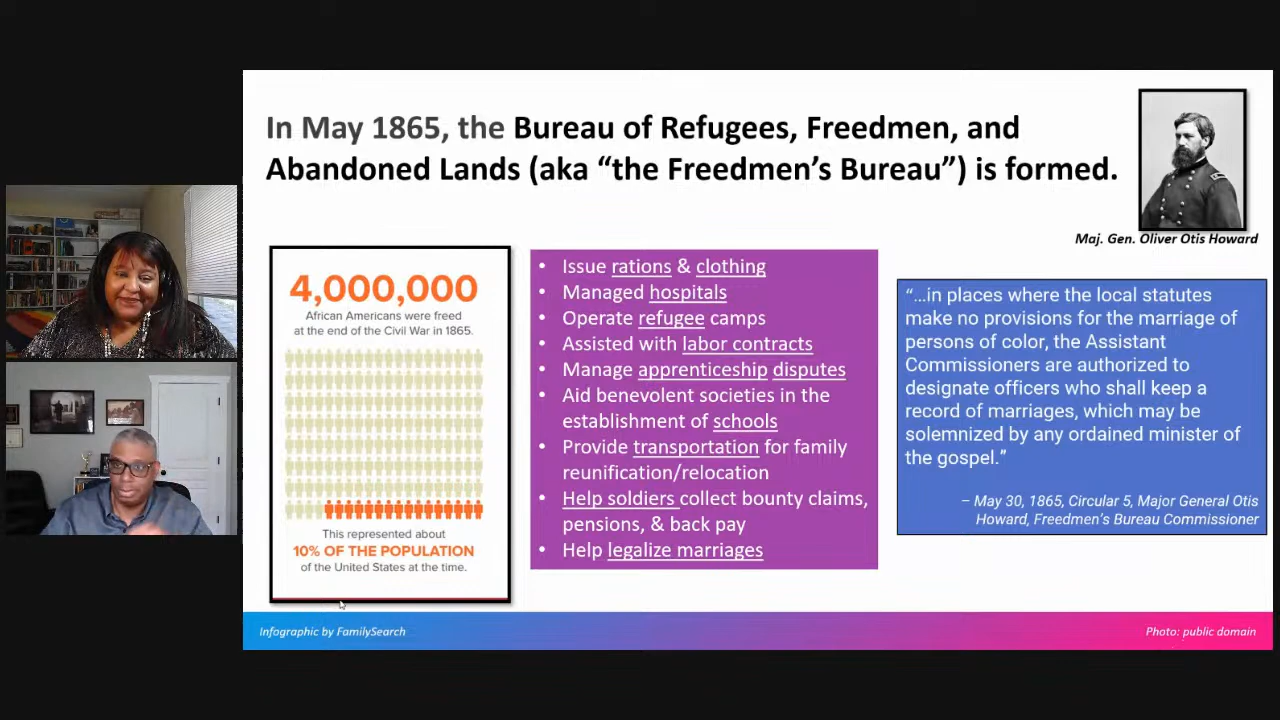 In May 1865, the Bureau of Refugees, Freedmen, and
Abandoned Lands (aka “the Freedmen’s Bureau”) is formed.
Maj. Gen. Oliver Otis Howard
4,000,000
African Americans were freed
at the end of the Civil War in 1865.
This represented about
10% OF THE POPULATION
of the United States at the time.
• Issue rations & clothing
• Managed hospitals
• Operate refugee camps
• Assisted with labor contracts
• Manage apprenticeship disputes
• Aid benevolent societies in the
establishment of schools
• Provide transportation for family
reunification/relocation
• Help soldiers collect bounty claims,
pensions, & back pay
• Help legalize marriages
“…in places where the local statutes
make no provisions for the marriage of
persons of color, the Assistant
Commissioners are authorized to
designate officers who shall keep a
record of marriages, which may be
solemnized by any ordained minister of
the gospel.”
– May 30, 1865, Circular 5, Major General Otis
Howard, Freedmen’s Bureau Commissioner
Infographic by FamilySearch
Photo: public domain